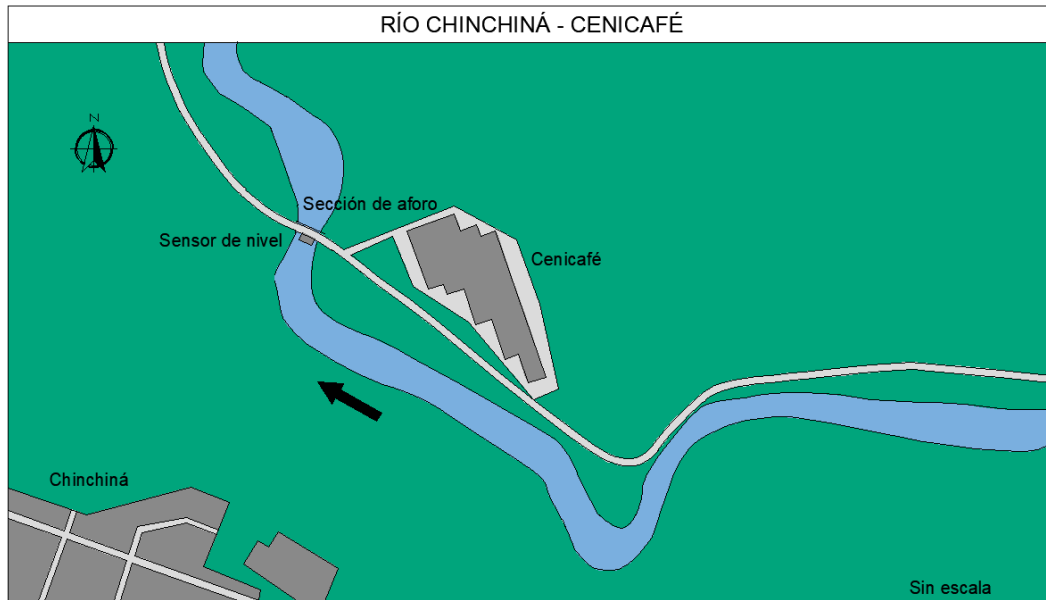 RÍO CHINCHINÁ - CENICAFÉ
N
Sección de aforo
Sensor de nivel
Cenicafé
Chinchiná
Sin escala